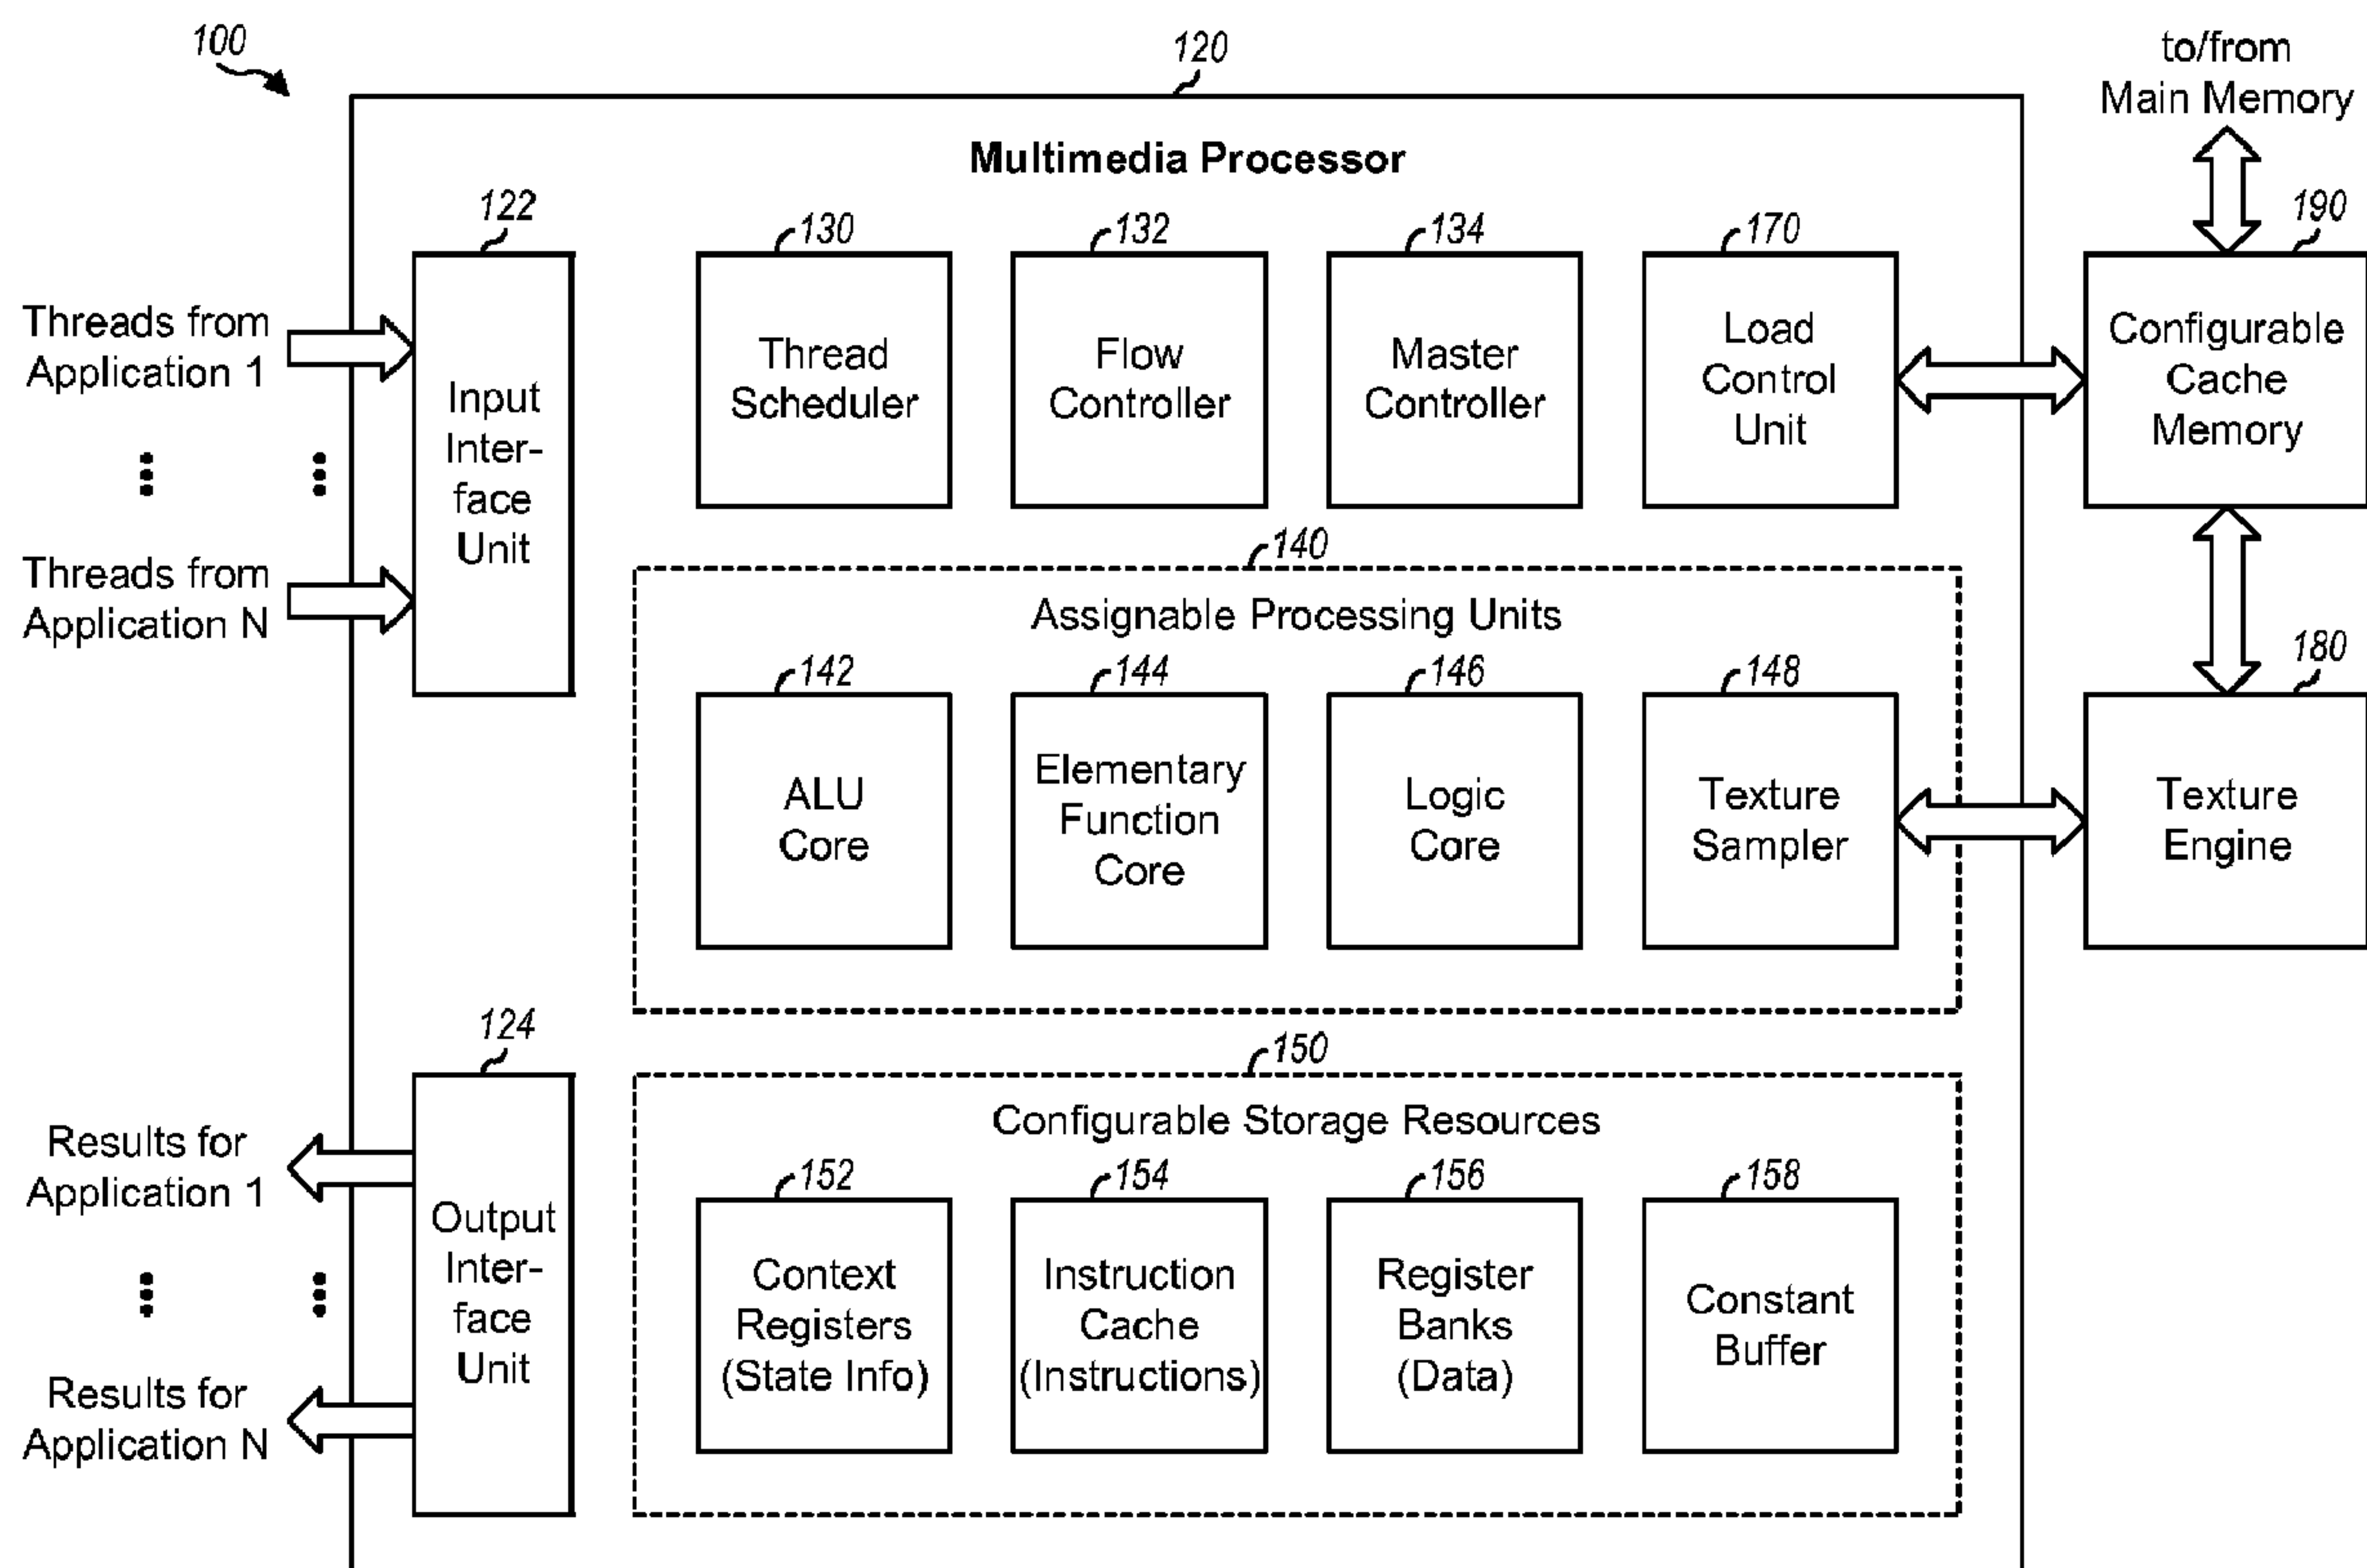 100
120
to/from
Main Memory
Multimedia Processor
122
130
132
134
170
190
Threads from
Application 1
Input
Inter-
face
Unit
Thread
Scheduler
Flow
Controller
Master
Controller
Load
Control
Unit
Configurable
Cache
Memory
Threads from
Application N
140
Assignable Processing Units
142
144
146
148
180
ALU
Core
Elementary
Function
Core
Logic
Core
Texture
Sampler
Texture
Engine
124
150
Configurable Storage Resources
Results for
Application 1
Output
Inter-
face
Unit
152
154
156
158
Context
Registers
(State Info)
Instruction
Cache
(Instructions)
Register
Banks
(Data)
Constant
Buffer
Results for
Application N